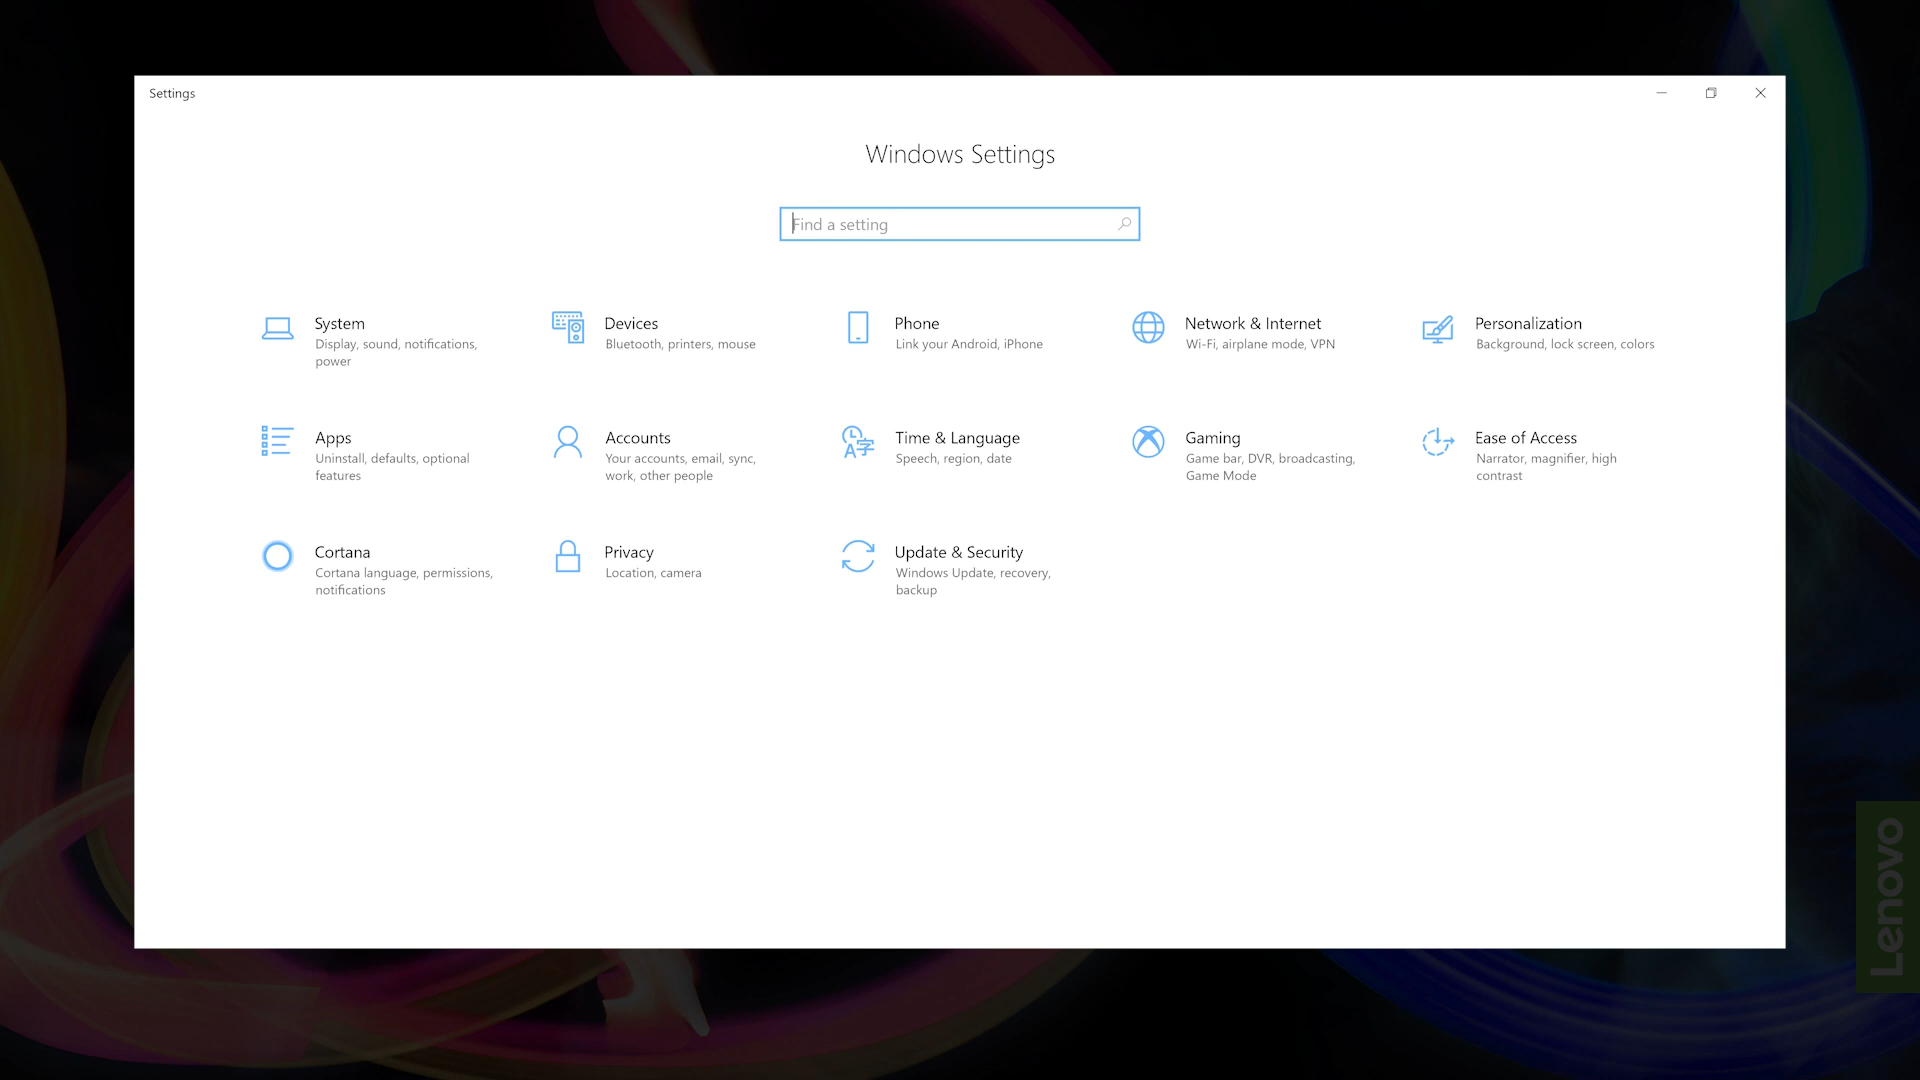 Settings
Windows Settings
Find a setting
System
Display, sound, notifications,
power
Devices
Bluetooth, printers, mouse
Phone
Link your Android, iPhone
Network & Internet
Wi-Fi, airplane mode, VPN
Personalization
Background, lock screen, colors
Apps
Uninstall, defaults, optional
features
Accounts
Your accounts, email, sync,
work, other people
Time & Language
Speech, region, date
Gaming
Game bar, DVR, broadcasting,
Game Mode
Ease of Access
Narrator, magnifier, high
contrast
Cortana
Cortana language, permissions,
notifications
Privacy
Location, camera
Update & Security
Windows Update, recovery,
backup
Lenovo